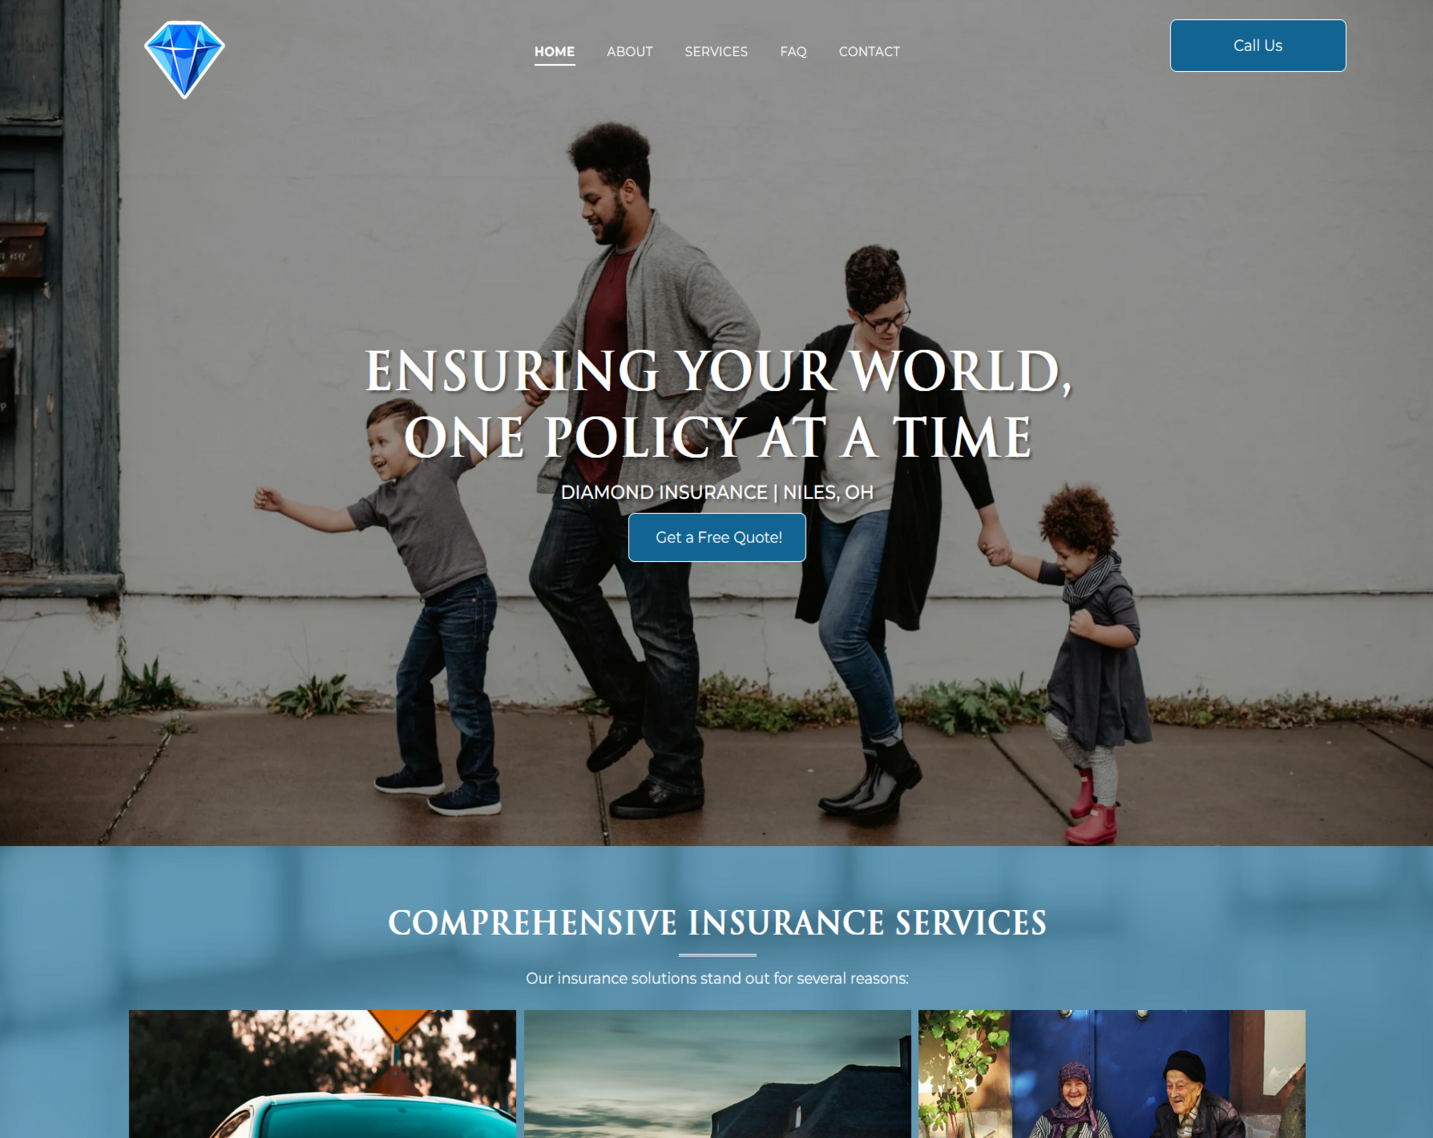 HOME
ABOUT
SERVICES
FAQ
CONTACT
Call Us
ENSURING YOUR WORLD,
ONE POLICY AT A TIME
DIAMOND INSURANCE | NILES, OH
Get a Free Quote!
COMPREHENSIVE INSURANCE SERVICES
Our insurance solutions stand out for several reasons: